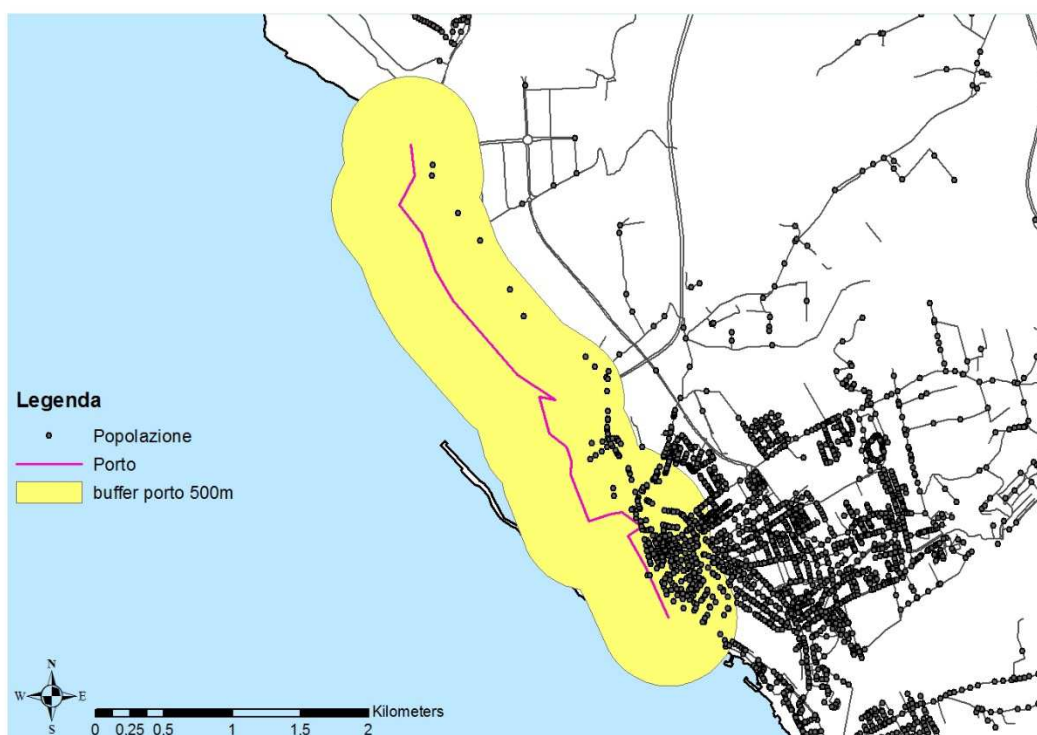 Legenda
Popolazione
Porto
buffer porto 500m
N
W E
S
Kilometers
0 0.25 0.5 1 1.5 2